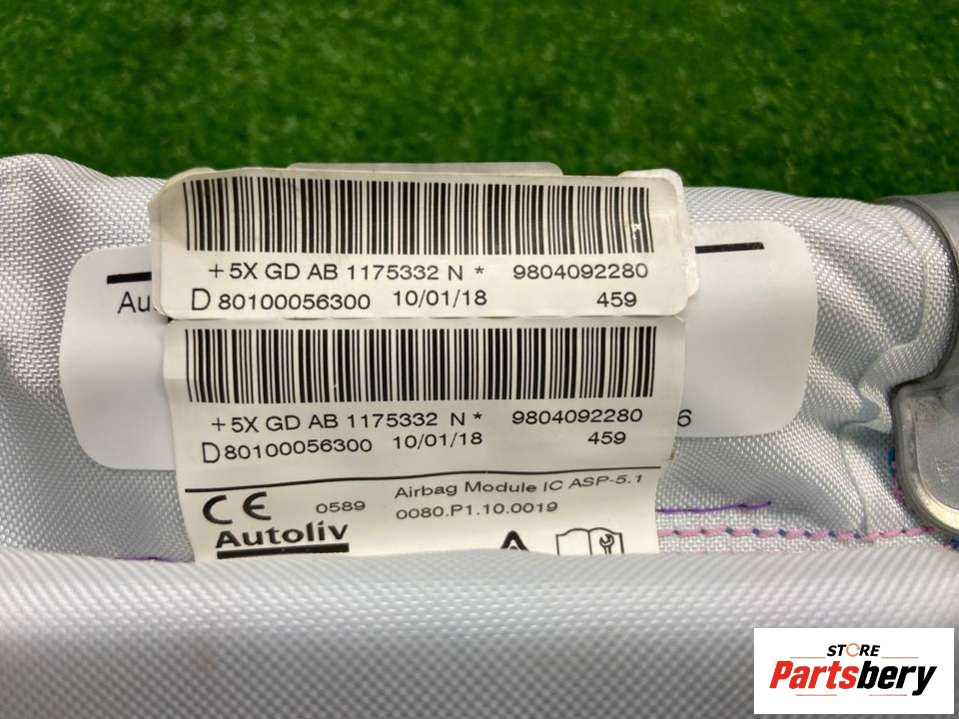 +5X GD AB 1175332 N * 9804092280
D 80100056300 10/01/18 459
Au
+5X GD AB 1175332 N * 9804092280
D80100056300 10/01/18 459
6
CE 0589 Airbag Module IC ASP-5.1
0080.P1.10.0019
Autoliv
STORE
Partsbery